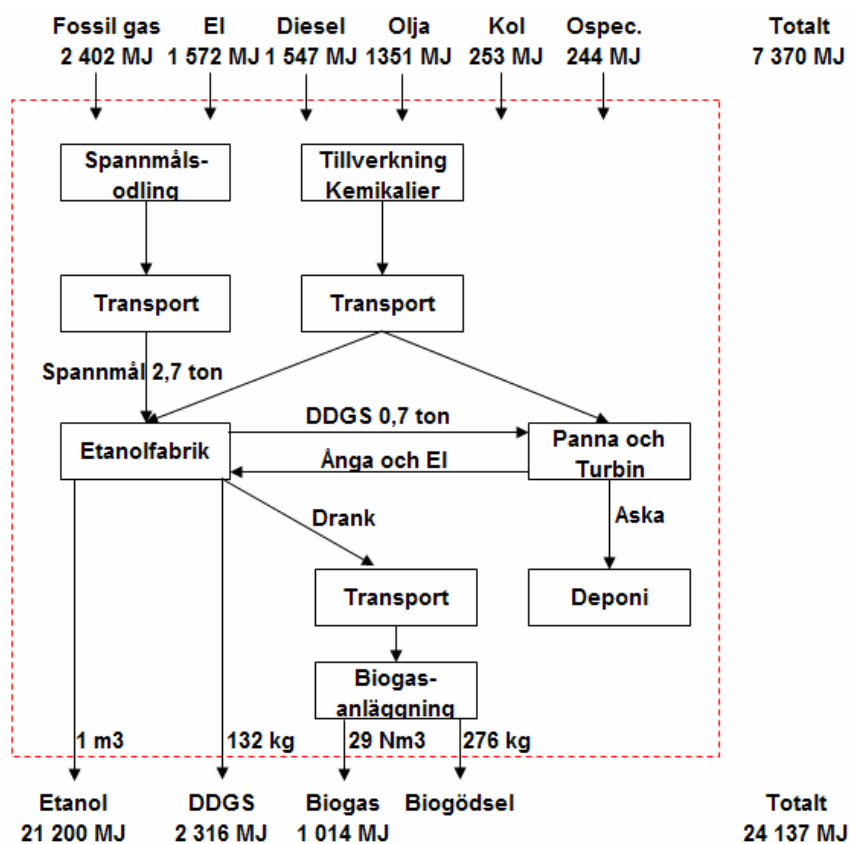 Fossil gas El Diesel Olja Kol Ospec. Totalt
2 402 MJ 1 572 MJ 1 547 MJ 1351 MJ 253 MJ 244 MJ 7 370 MJ
Spannmåls-
odling
Tillverkning
Kemikalier
Transport
Transport
Spannmål 2,7 ton
DDGS 0,7 ton
Etanolfabrik
Ånga och El
Panna och
Turbin
Drank
Aska
Transport
Deponi
Biogas-
anläggning
1 m3 132 kg 29 Nm3 276 kg
Etanol DDGS Biogas Biogödsel Totalt
21 200 MJ 2 316 MJ 1 014 MJ 24 137 MJ